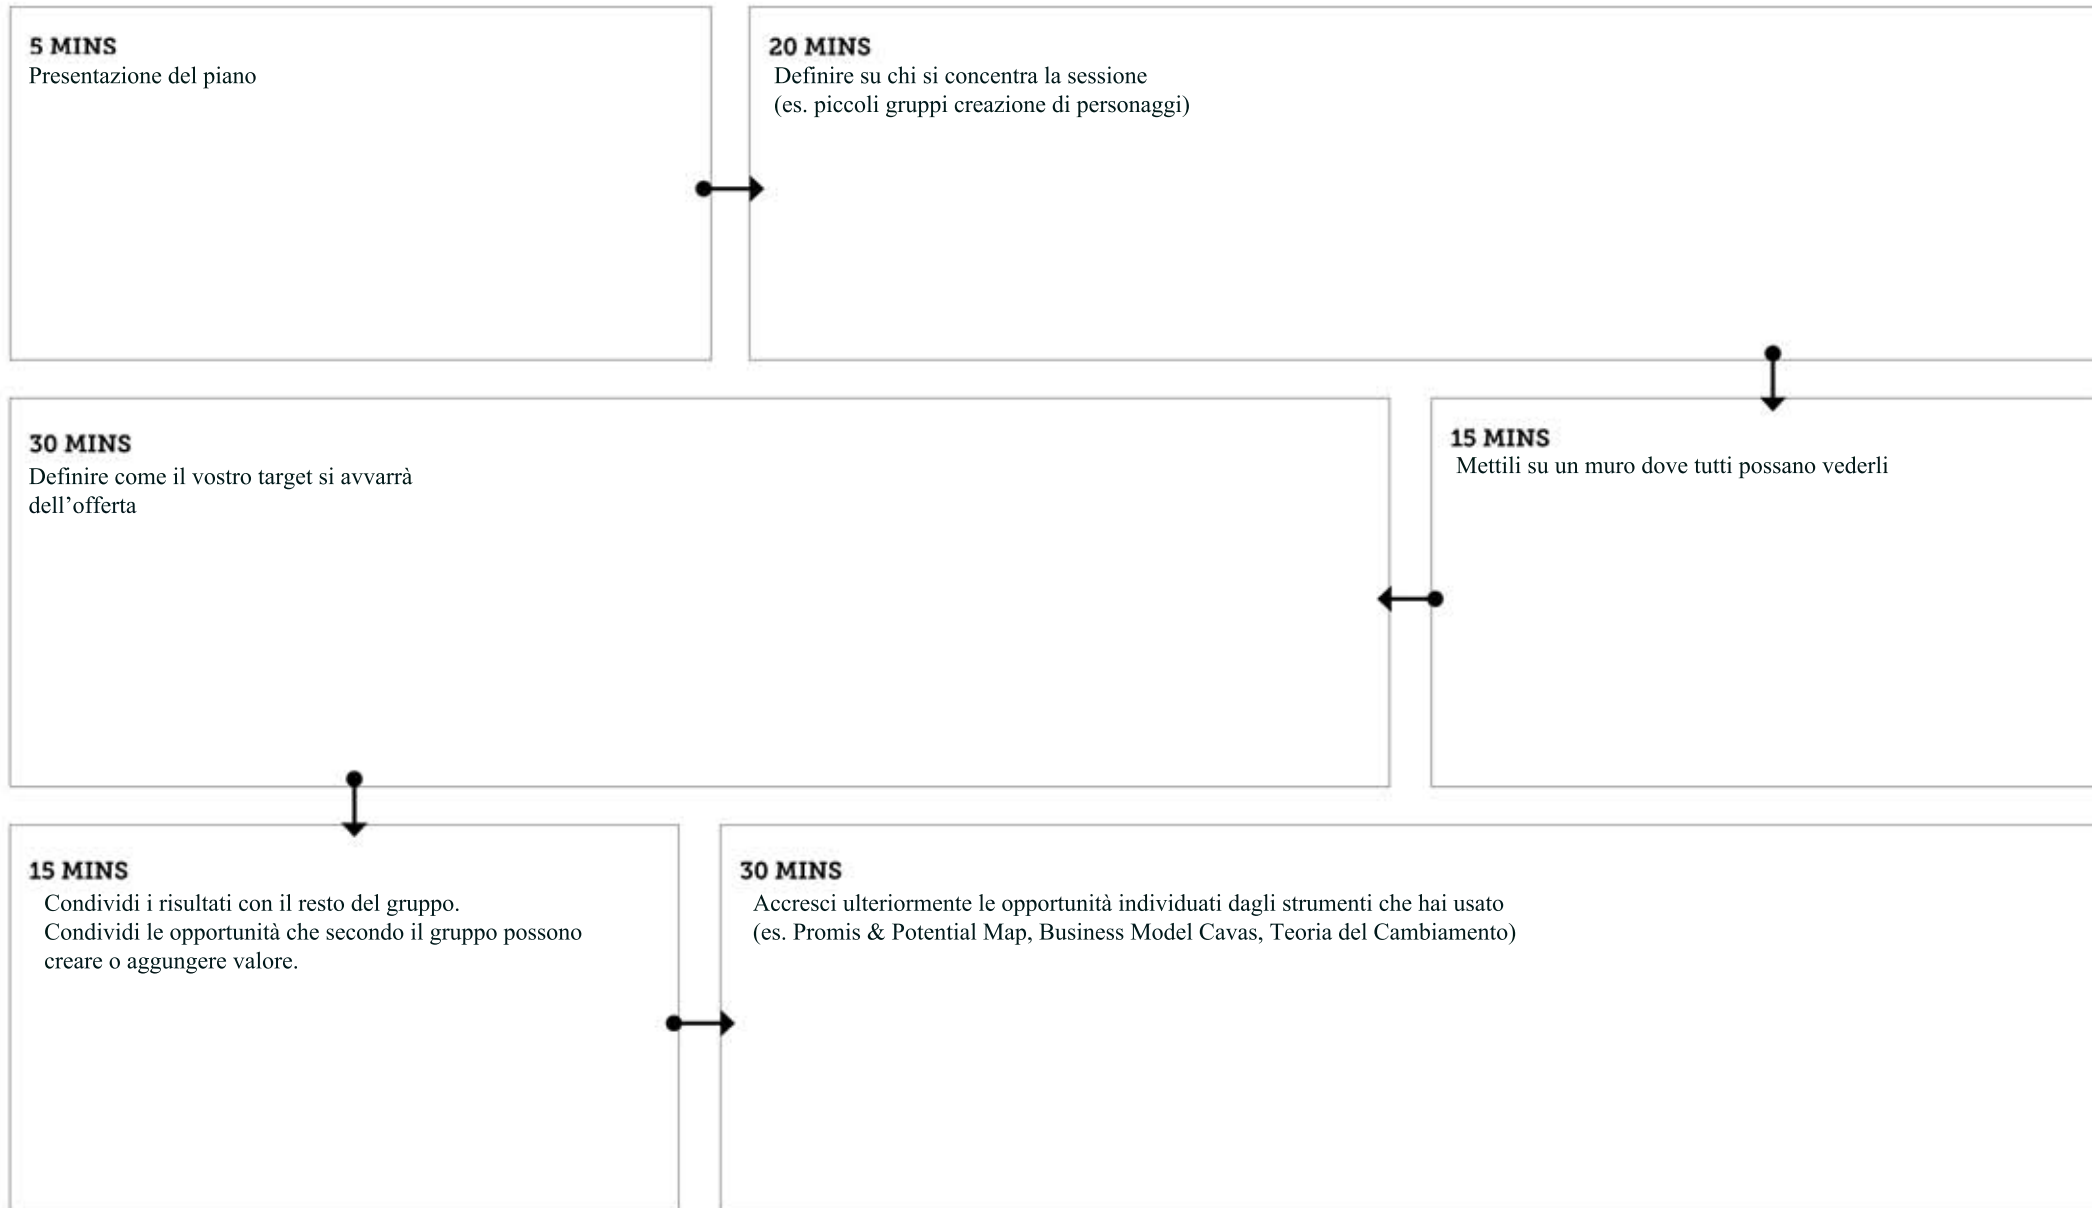 5 MINS
Presentazione del piano
20 MINS
Definire su chi si concentra la sessione
(es. piccoli gruppi creazione di personaggi)
15 MINS
Mettili su un muro dove tutti possano vederli
30 MINS
Definire come il vostro target si avvarrà
dell’offerta
15 MINS
Condividi i risultati con il resto del gruppo.
Condividi le opportunità che secondo il gruppo possono
creare o aggungere valore.
30 MINS
Accresci ulteriormente le opportunità individuati dagli strumenti che hai usato
(es. Promis & Potential Map, Business Model Cavas, Teoria del Cambiamento)